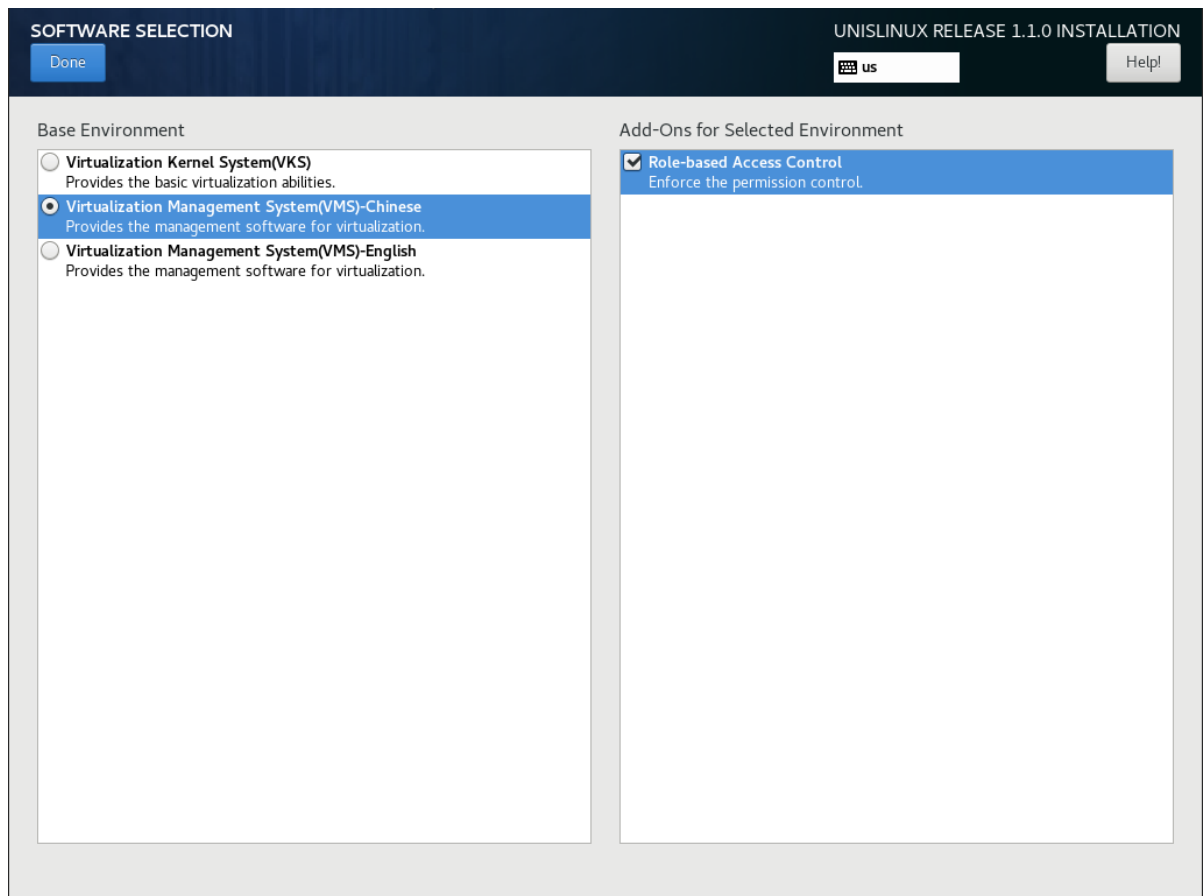 SOFTWARE SELECTION
Done
UNISLINUX RELEASE 1.1.0 INSTALLATION
us
Help!
Base Environment
Virtualization Kernel System(VKS)
Provides the basic virtualization abilities.
Virtualization Management System(VMS)-Chinese
Provides the management software for virtualization.
Virtualization Management System(VMS)-English
Provides the management software for virtualization.
Add-Ons for Selected Environment
Role-based Access Control
Enforce the permission control.